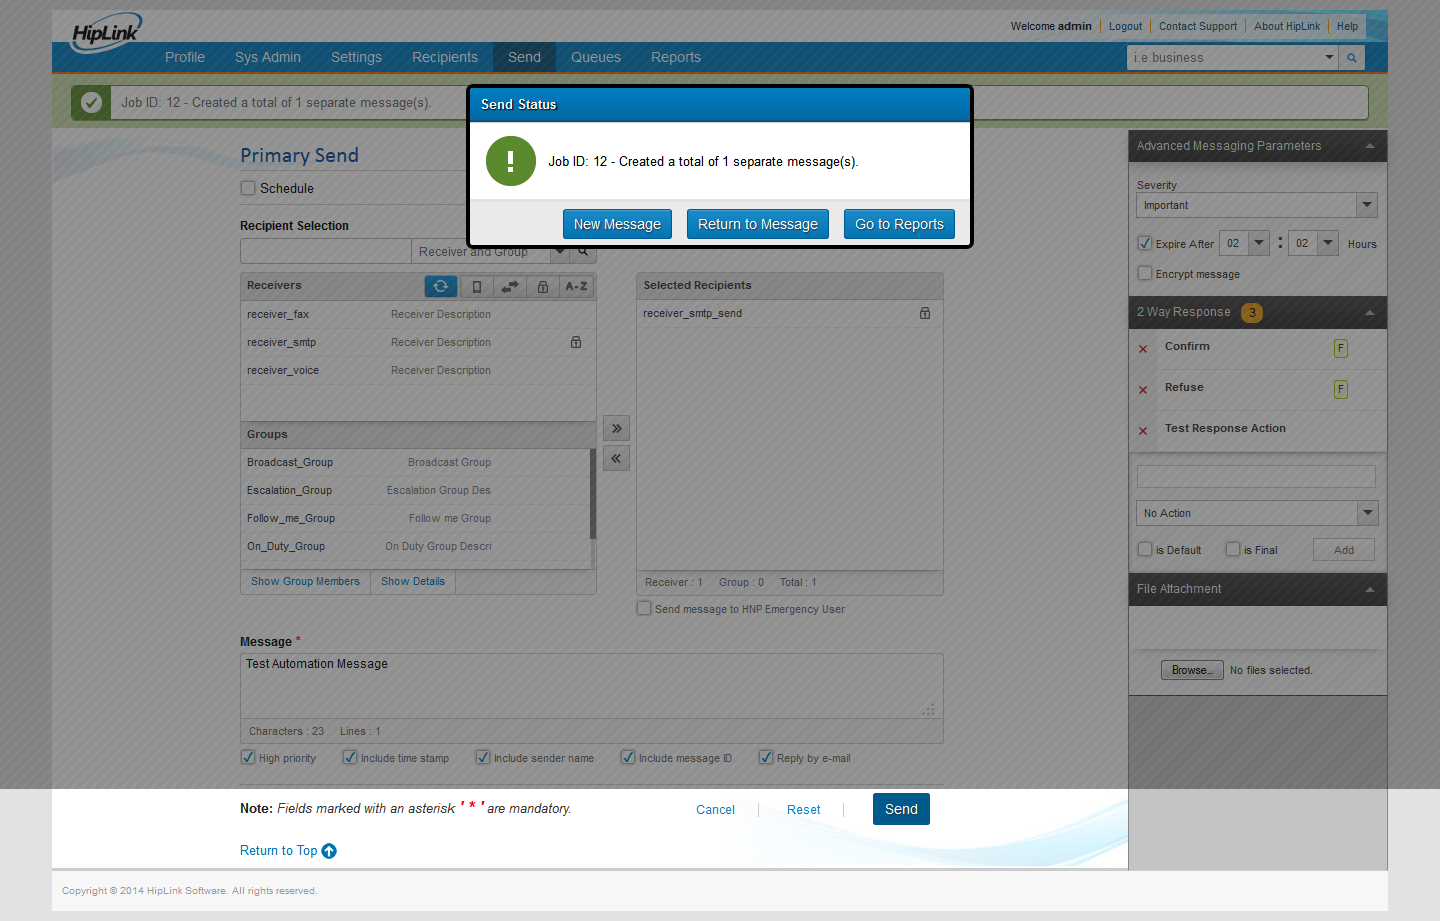 HipLink
Welcome admin Logout Contact Support About HipLink Help
Profile Sys Admin Settings Recipients Send Queues Reports
i.e.business
Job ID: 12 - Created a total of 1 separate message(s).
Send Status
Job ID: 12 - Created a total of 1 separate message(s).
New Message Return to Message Go to Reports
Primary Send
Schedule
Recipient Selection
Receiver and Group
Receivers
A-Z
receiver_fax Receiver Description
receiver_smtp Receiver Description
receiver_voice Receiver Description
Groups
Broadcast_Group Broadcast Group
Escalation_Group Escalation Group Des
Follow_me_Group Follow me Group
On_Duty_Group On Duty Group Descri
Show Group Members Show Details
Selected Recipients
receiver_smtp_send
Receiver : 1 Group : 0 Total : 1
Send message to HNP Emergency User
Message *
Test Automation Message
Characters : 23 Lines : 1
High priority Include time stamp Include sender name Include message ID Reply by e-mail
Note: Fields marked with an asterisk ' * ' are mandatory.
Cancel Reset Send
Return to Top
Advanced Messaging Parameters
Severity
Important
Expire After 02 : 02 Hours
Encrypt message
2 Way Response 3
Confirm F
Refuse F
Test Response Action
No Action
is Default is Final Add
File Attachment
Browse... No files selected.
Copyright © 2014 HipLink Software. All rights reserved.